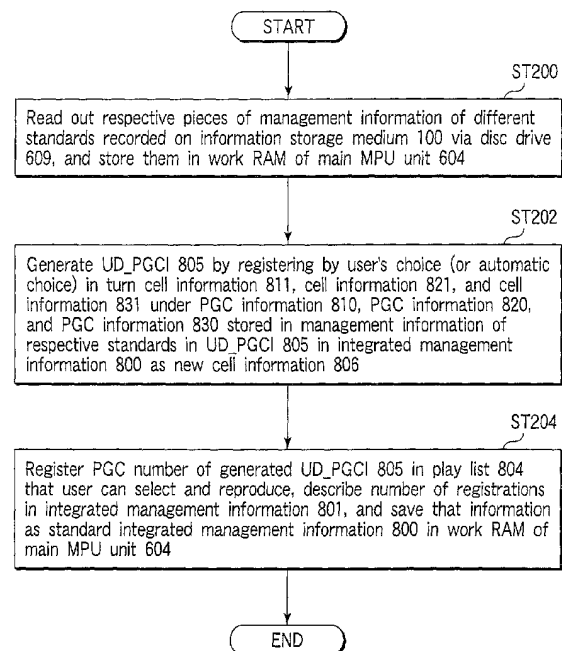 START
ST200
Read out respective pieces of management information of different
standards recorded on information storage medium 100 via disc drive
609, and store them in work RAM of main MPU unit 604
ST202
Generate UD_PGCI 805 by registering by user's choice (or automatic
choice) in turn cell information 811, cell information 821, and cell
information 831 under PGC information 810, PGC information 820,
and PGC information 830 stored in management information of
respective standards in UD_PGCI 805 in integrated management
information 800 as new cell information 806
ST204
Register PGC number of generated UD_PGCI 805 in play list 804
that user can select and reproduce, describe number of registrations
in integrated management information 801, and save that information
as standard integrated management information 800 in work RAM of
main MPU unit 604
END